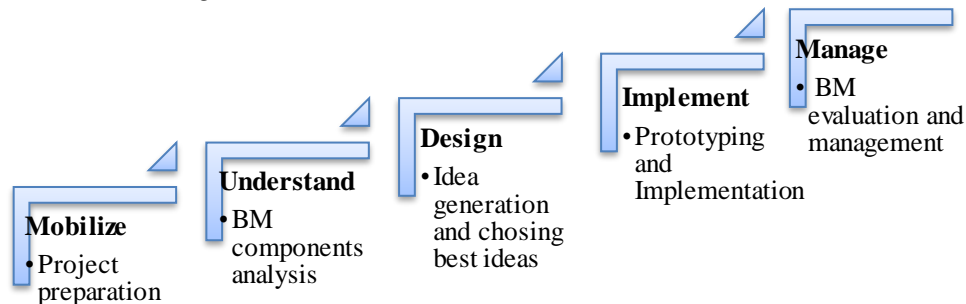 Mobilize
• Project
preparation
Understand
• BM
components
analysis
Design
• Idea
generation
and chosing
best ideas
Implement
• Prototyping
and
Implementation
Manage
• BM
evaluation and
management